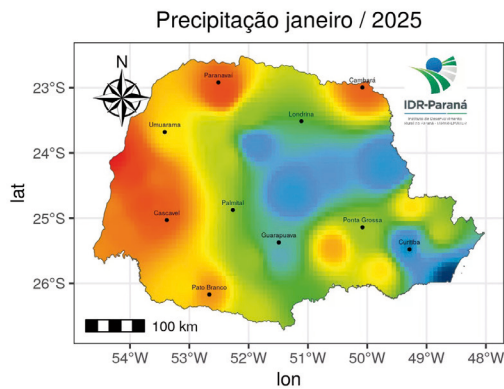 Precipitação janeiro / 2025
N
IDR-Paraná
23°S
24°S
25°S
26°S
lat
Paranavaí
Cambará
Londrina
Umuarama
Palmital
Cascavel
Ponta Grossa
Guarapuava
Curitiba
Pato Branco
100 km
54°W
53°W
52°W
51°W
50°W
49°W
48°W
lon